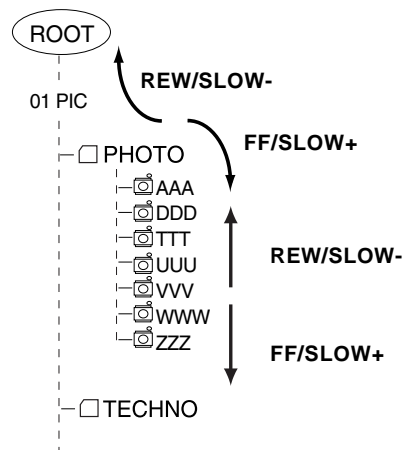 ROOT
REW/SLOW-
01 PIC
FF/SLOW+
PHOTO
AAA
DDD
TTT
UUU
REW/SLOW-
VVV
WWW
ZZZ
FF/SLOW+
TECHNO